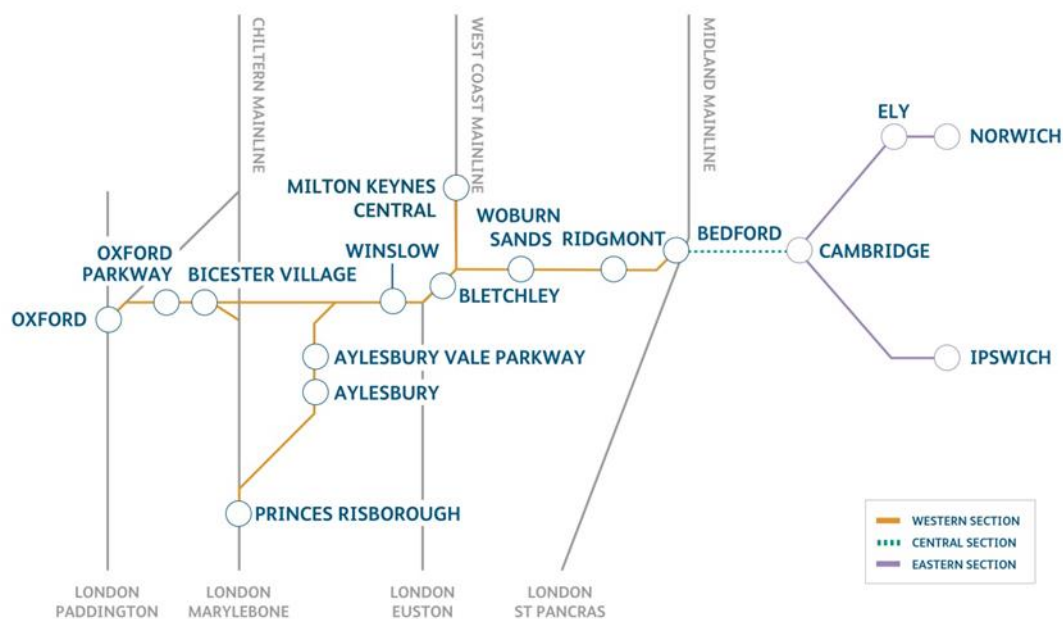 CHILTERN MAINLINE
WEST COAST MAINLINE
MIDLAND MAINLINE
ELY
NORWICH
MILTON KEYNES
CENTRAL
WOBURN
SANDS
RIDGMONT
BEDFORD
CAMBRIDGE
OXFORD
PARKWAY
BICESTER VILLAGE
WINSLOW
BLETCHLEY
OXFORD
AYLESBURY VALE PARKWAY
IPSWICH
AYLESBURY
PRINCES RISBOROUGH
WESTERN SECTION
CENTRAL SECTION
EASTERN SECTION
LONDON
PADDINGTON
LONDON
MARYLEBONE
LONDON
EUSTON
LONDON
ST PANCRAS